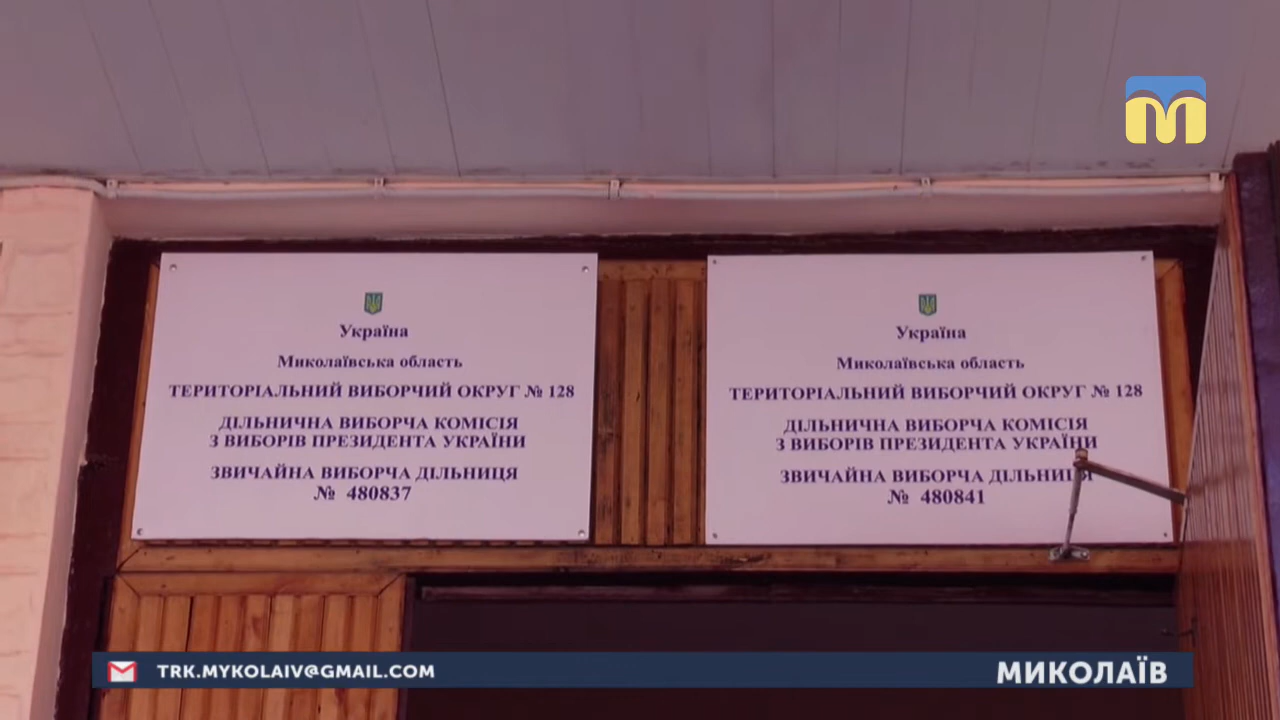 Україна
Миколаївська область
ТЕРИТОРІАЛЬНИЙ ВИБОРЧИЙ ОКРУГ № 128
ДІЛЬНИЧНА ВИБОРЧА КОМІСІЯ
З ВИБОРІВ ПРЕЗИДЕНТА УКРАЇНИ
ЗВИЧАЙНА ВИБОРЧА ДІЛЬНИЦЯ
№ 480837
Україна
Миколаївська область
ТЕРИТОРІАЛЬНИЙ ВИБОРЧИЙ ОКРУГ № 128
ДІЛЬНИЧНА ВИБОРЧА КОМІСІЯ
З ВИБОРІВ ПРЕЗИДЕНТА УКРАЇНИ
ЗВИЧАЙНА ВИБОРЧА ДІЛЬНИЦЯ
№ 480841
TRK.MYKOLAIV@GMAIL.COM
МИКОЛАЇВ